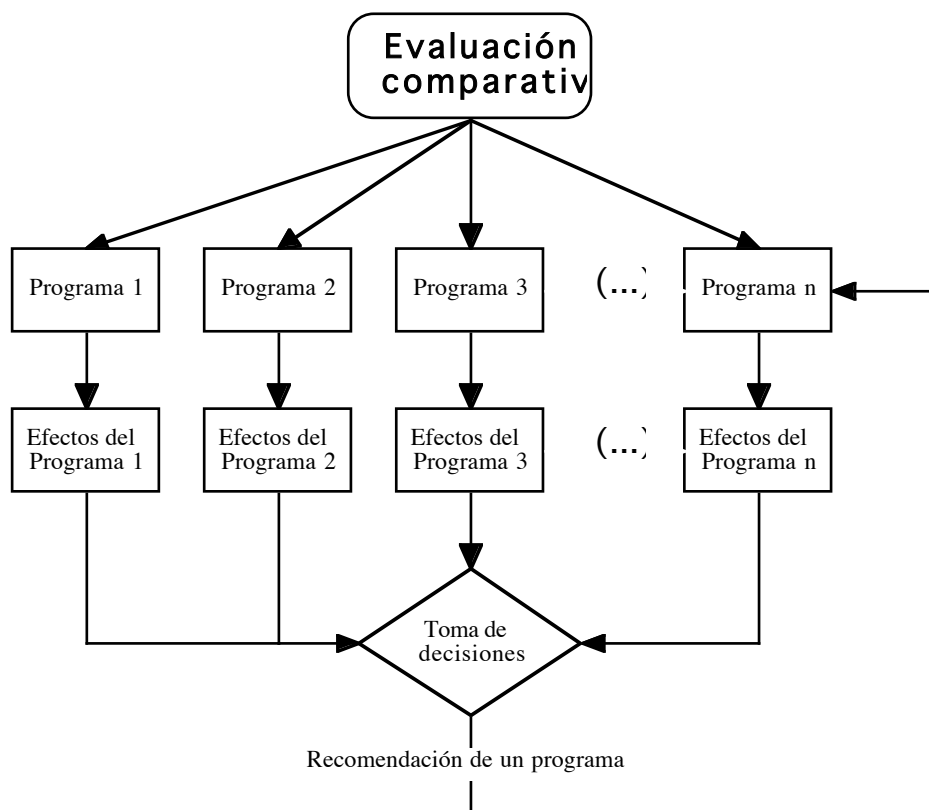 Evaluación
comparativ
Programa 1
Programa 2
Programa 3
(...)
Programa n
Efectos del
Programa 1
Efectos del
Programa 2
Efectos del
Programa 3
(...)
Efectos del
Programa n
Toma de
decisiones
Recomendación de un programa